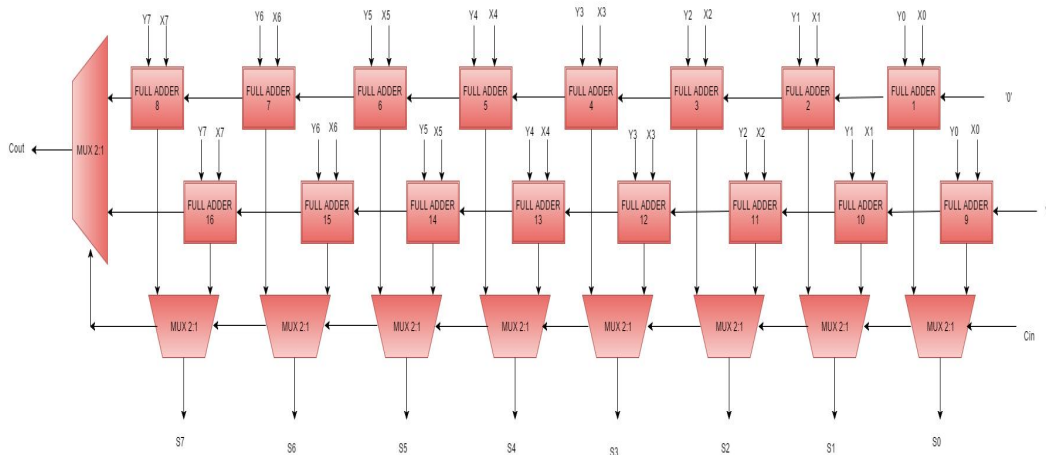 Y7 X7 Y6 X6 Y5 X5 Y4 X4 Y3 X3 Y2 X2 Y1 X1 Y0 X0
FULL ADDER 8
FULL ADDER 7
FULL ADDER 6
FULL ADDER 5
FULL ADDER 4
FULL ADDER 3
FULL ADDER 2
FULL ADDER 1
'0'
Cout
MUX 2:1
Y7 X7 Y6 X6 Y5 X5 Y4 X4 Y3 X3 Y2 X2 Y1 X1 Y0 X0
FULL ADDER 16
FULL ADDER 15
FULL ADDER 14
FULL ADDER 13
FULL ADDER 12
FULL ADDER 11
FULL ADDER 10
FULL ADDER 9
MUX 2:1
MUX 2:1
MUX 2:1
MUX 2:1
MUX 2:1
MUX 2:1
MUX 2:1
MUX 2:1
Cin
S7 S6 S5 S4 S3 S2 S1 S0